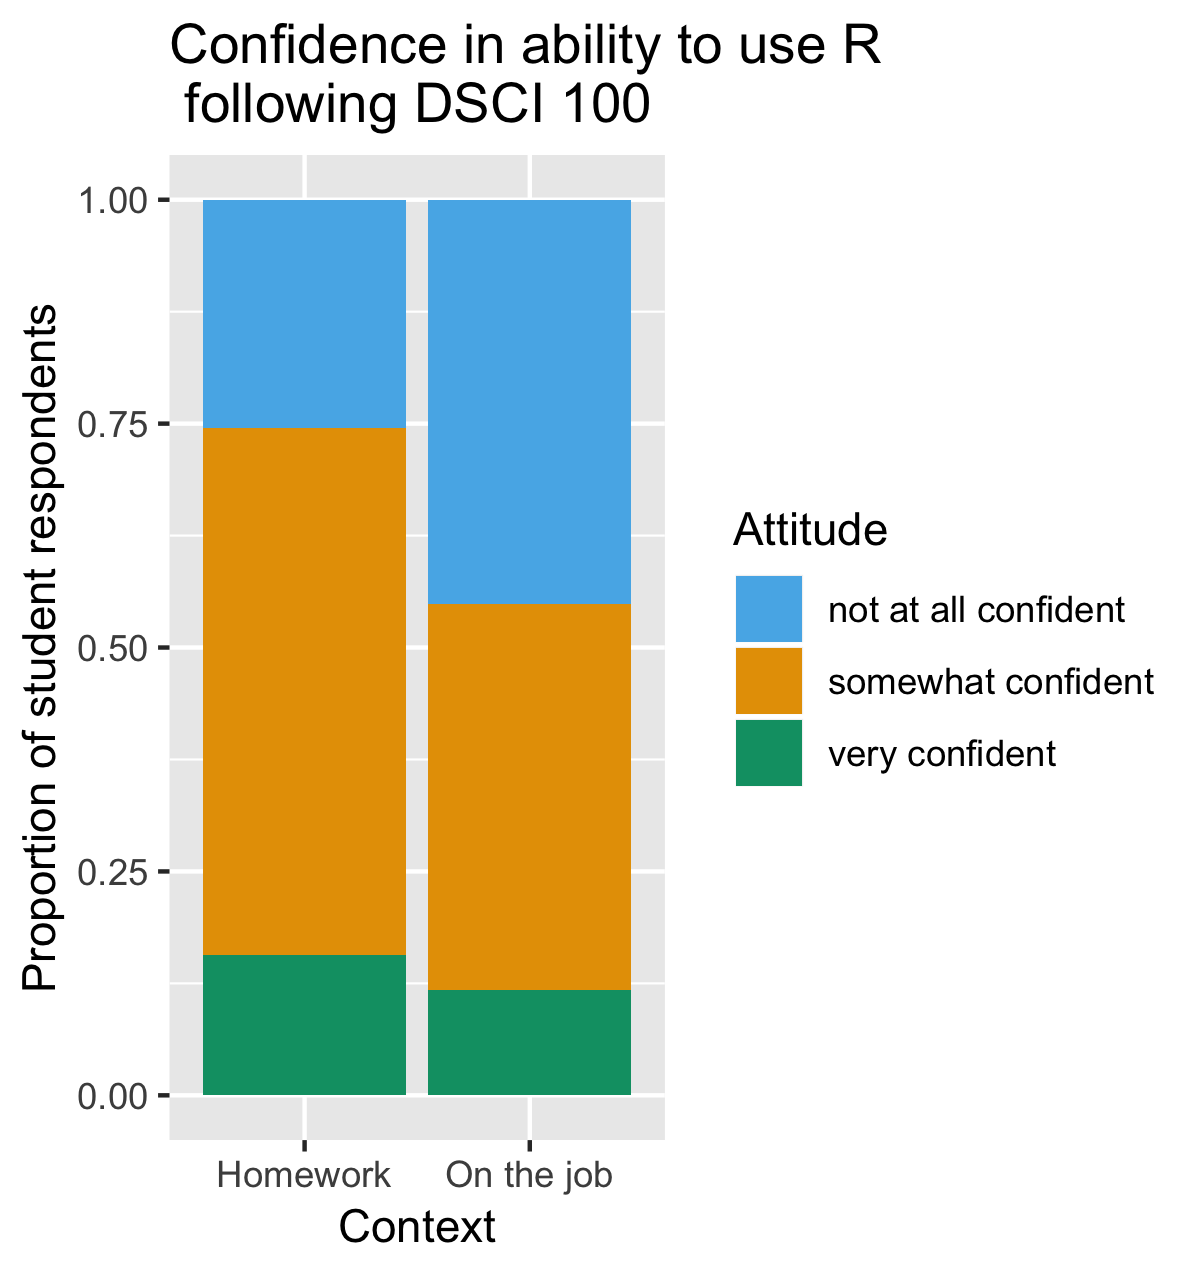 Confidence in ability to use R
following DSCI 100
Proportion of student respondents
1.00
0.75
0.50
0.25
0.00
Homework
On the job
Context
Attitude
not at all confident
somewhat confident
very confident